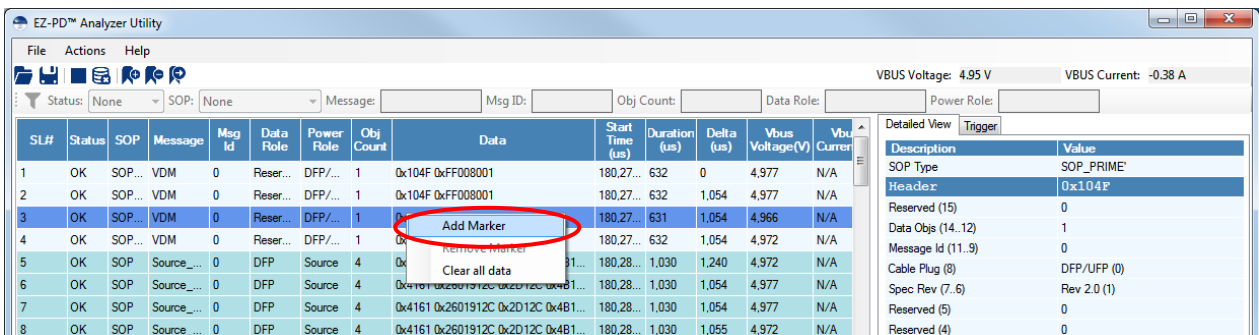 EZ-PD™ Analyzer Utility
File Actions Help
VBUS Voltage: 4.95 V VBUS Current: -0.38 A
Status: None SOP: None Message: Msg ID: Obj Count: Data Role: Power Role:
Detailed View Trigger
SL# Status SOP Message Msg Id Data Role Power Role Obj Count Data Start Time (us) Duration (us) Delta (us) Vbus Voltage(V) Vbu Curren
Description Value
1 OK SOP... VDM 0 Reser... DFP/... 1 0x104F 0xFF008001 180,27... 632 0 4,977 N/A
SOP Type SOP_PRIME'
2 OK SOP... VDM 0 Reser... DFP/... 1 0x104F 0xFF008001 180,27... 632 1,054 4,977 N/A
Header 0x104F
3 OK SOP... VDM 0 Reser... DFP/... 1 180,27... 631 1,054 4,966 N/A
Reserved (15) 0
Add Marker
Data Objs (14..12) 1
4 OK SOP... VDM 0 Reser... DFP/... 1 0x 180,27... 632 1,054 4,972 N/A
Remove Marker
Message Id (11..9) 0
5 OK SOP Source_... 0 DFP Source 4 0x B1... 180,28... 1,030 1,240 4,972 N/A
Clear all data
Cable Plug (8) DFP/UFP (0)
6 OK SOP Source_... 0 DFP Source 4 0x4161 0x2601912C 0x2D12C 0x4B1... 180,28... 1,030 1,054 4,972 N/A
Spec Rev (7..6) Rev 2.0 (1)
7 OK SOP Source_... 0 DFP Source 4 0x4161 0x2601912C 0x2D12C 0x4B1... 180,28... 1,030 1,054 4,977 N/A
Reserved (5) 0
8 OK SOP Source_... 0 DFP Source 4 0x4161 0x2601912C 0x2D12C 0x4B1... 180,28... 1,030 1,055 4,972 N/A
Reserved (4) 0